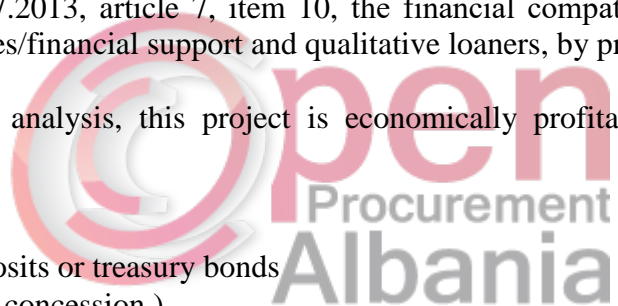 7.2013, article 7, item 10, the financial compat
es/financial support and qualitative loaners, by pr
analysis, this project is economically profita
Open
Procurement
Albania
osits or treasury bonds
concession.)